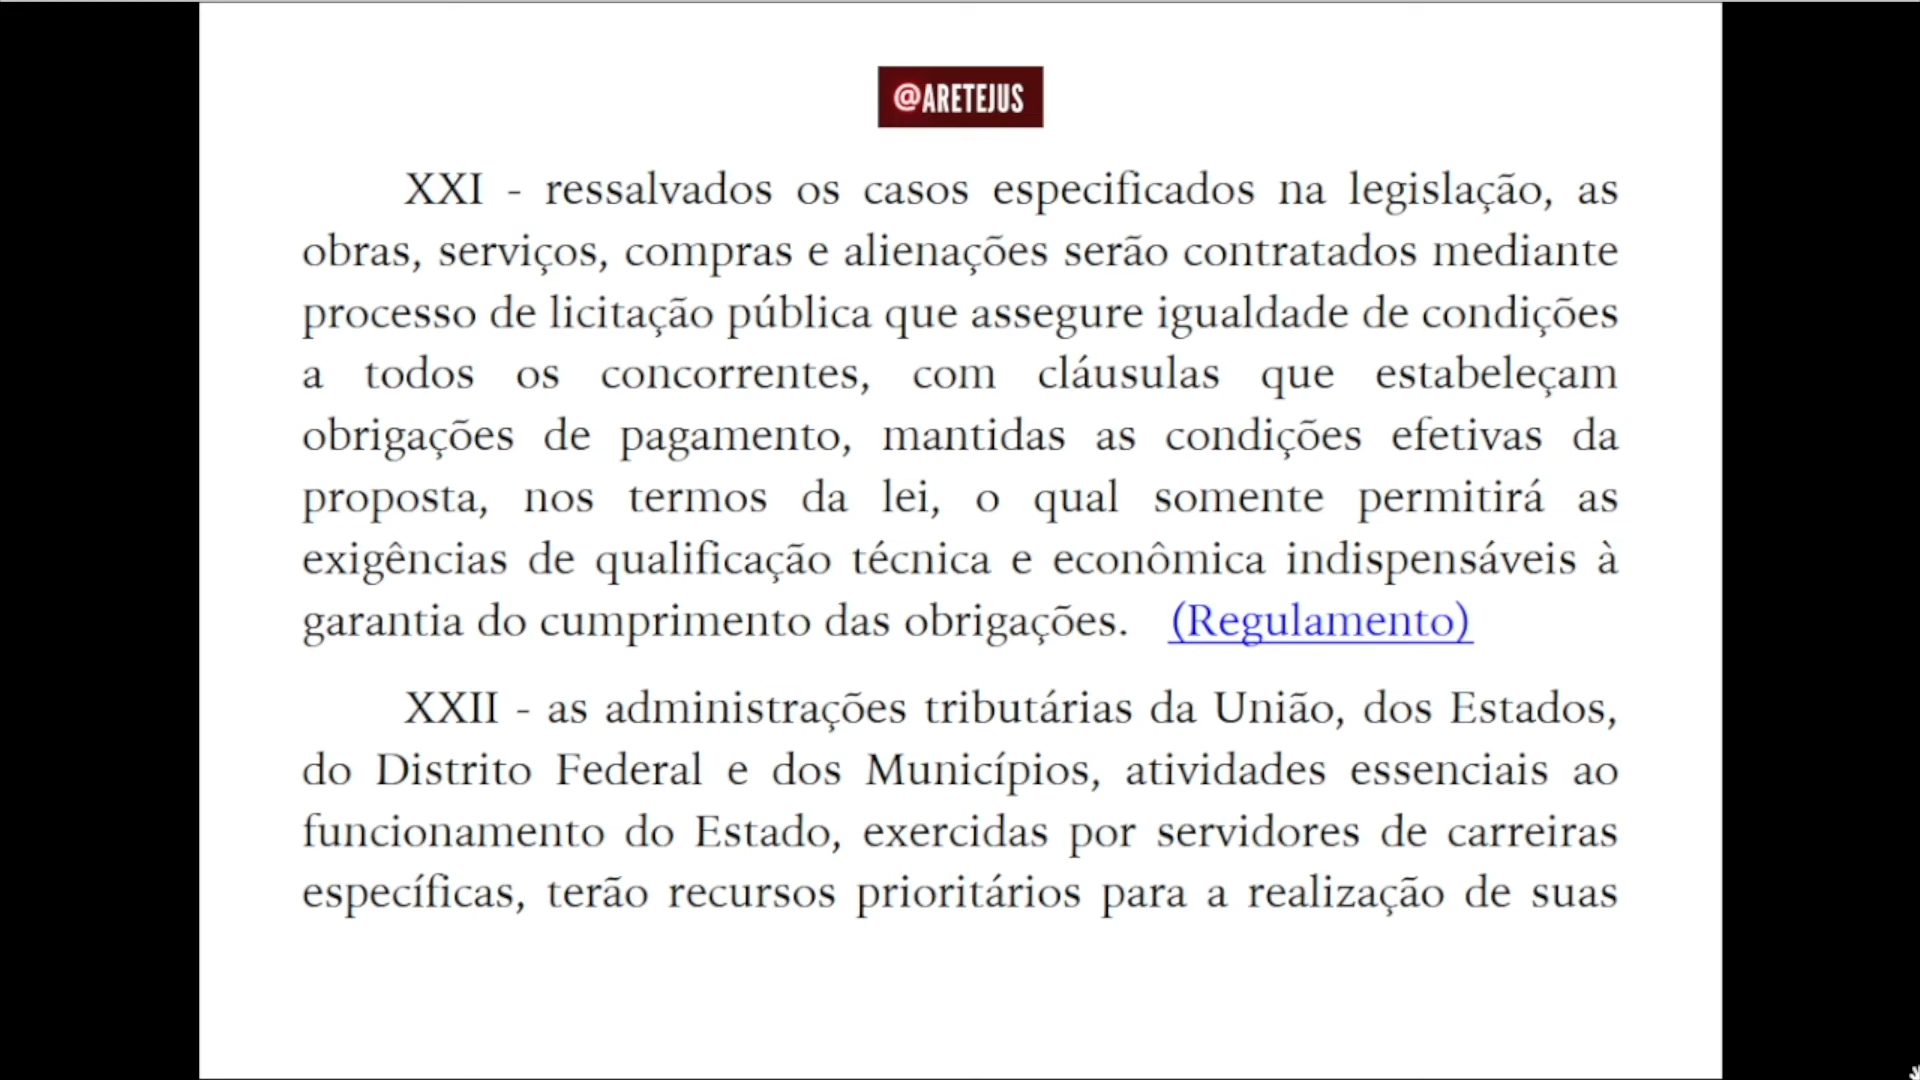 @ARETEJUS
XXI - ressalvados os casos especificados na legislação, as
obras, serviços, compras e alienações serão contratados mediante
processo de licitação pública que assegure igualdade de condições
a todos os concorrentes, com cláusulas que estabeleçam
obrigações de pagamento, mantidas as condições efetivas da
proposta, nos termos da lei, o qual somente permitirá as
exigências de qualificação técnica e econômica indispensáveis à
garantia do cumprimento das obrigações. (Regulamento)
XXII - as administrações tributárias da União, dos Estados,
do Distrito Federal e dos Municípios, atividades essenciais ao
funcionamento do Estado, exercidas por servidores de carreiras
específicas, terão recursos prioritários para a realização de suas